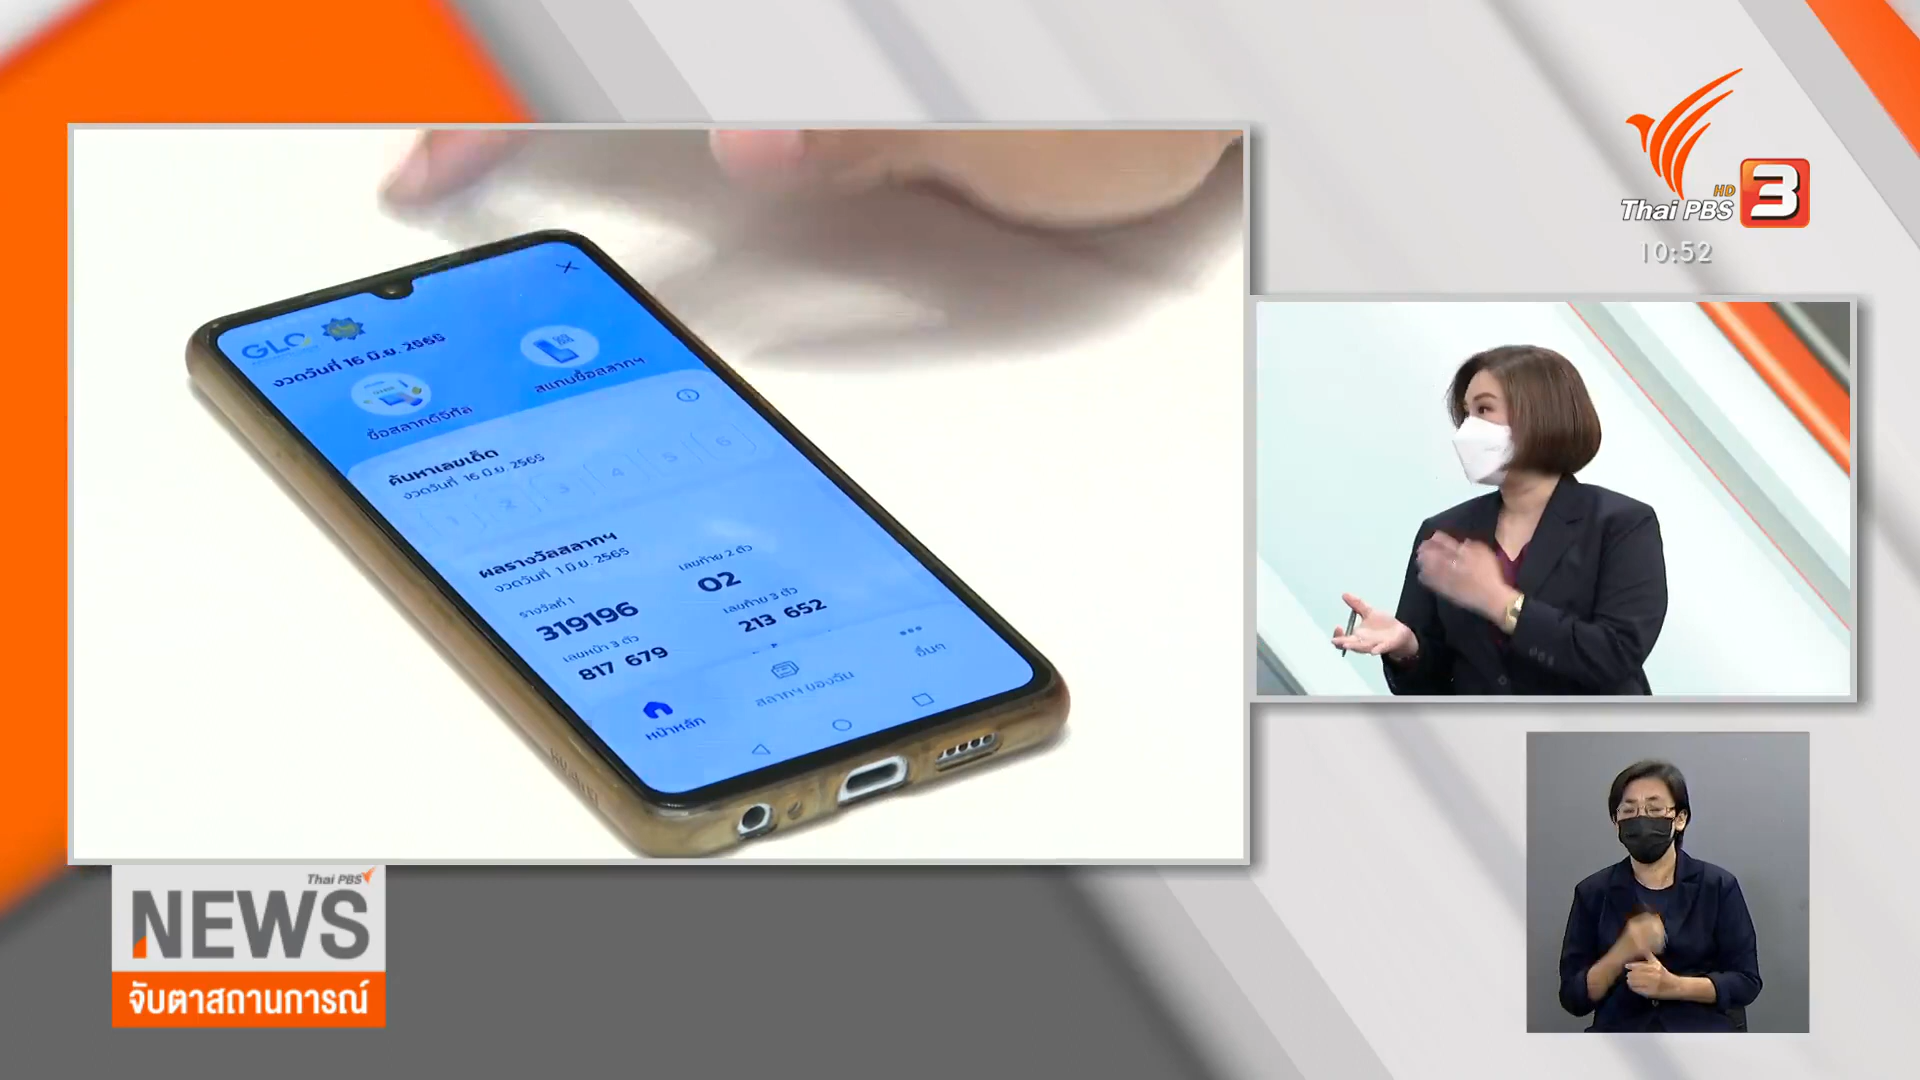 HD
Thai PBS 3
10:52
GLO
งวดวันที่ 16 มิ.ย. 2565
ซื้อสลากดิจิทัล
สแกนซื้อสลากฯ
ค้นหาเลขเด็ด
งวดวันที่ 16 มิ.ย. 2565
1 2 3 4 5 6
ผลรางวัลสลากฯ
งวดวันที่ 1 มิ.ย. 2565
รางวัลที่ 1
319196
เลขท้าย 2 ตัว
02
เลขหน้า 3 ตัว
817 679
เลขท้าย 3 ตัว
213 652
หน้าหลัก
สลากฯ ของฉัน
อื่นๆ
Thai PBS
NEWS
จับตาสถานการณ์